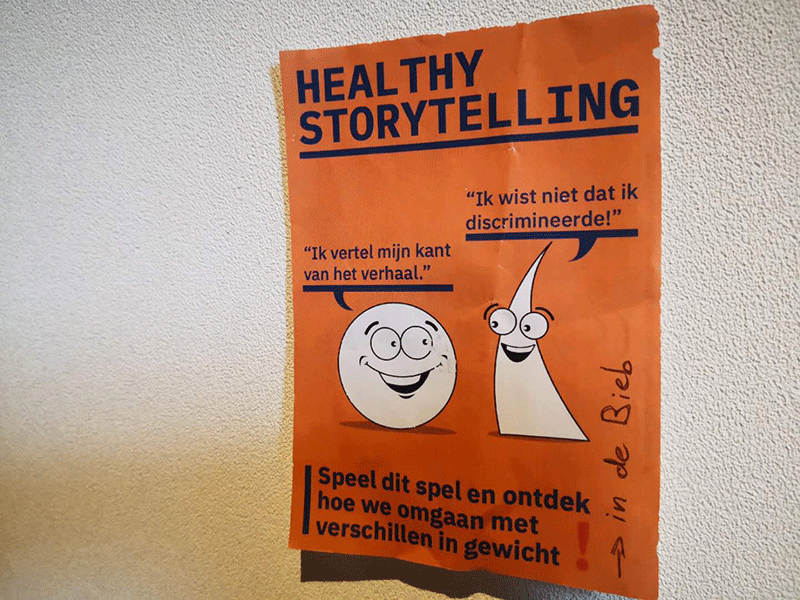 HEALTHY
STORYTELLING
“Ik wist niet dat ik
discrimineerde!”
“Ik vertel mijn kant
van het verhaal.”
Speel dit spel en ontdek
hoe we omgaan met
verschillen in gewicht !
→ in de Bieb